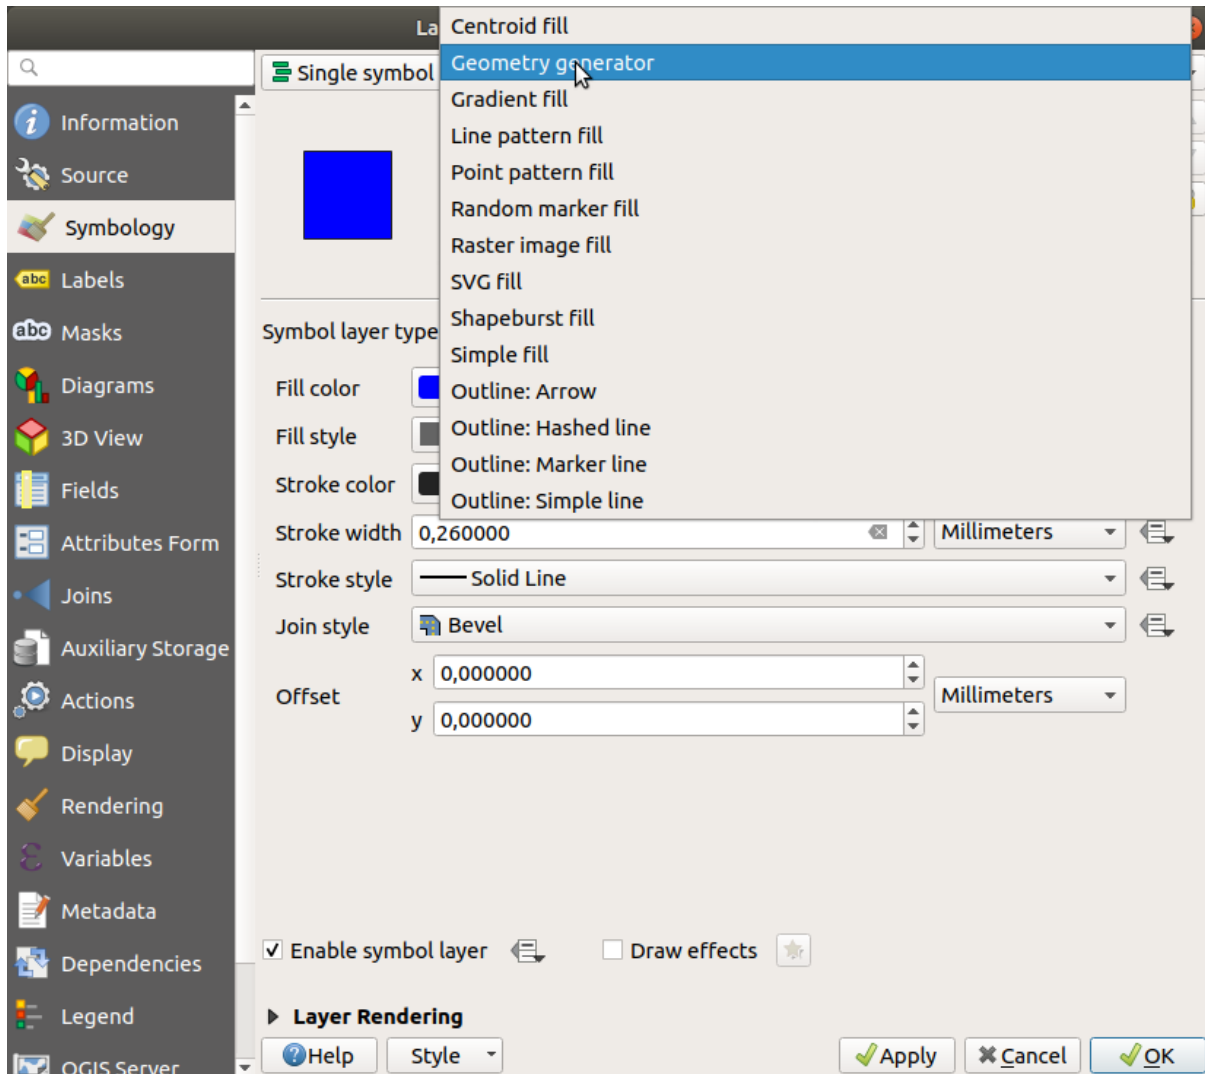 La
Centroid fill
Geometry generator
Gradient fill
Line pattern fill
Point pattern fill
Random marker fill
Raster image fill
SVG fill
Shapeburst fill
Simple fill
Outline: Arrow
Outline: Hashed line
Outline: Marker line
Outline: Simple line
Information
Source
Symbology
abc Labels
abc Masks
Diagrams
3D View
Fields
Attributes Form
Joins
Auxiliary Storage
Actions
Display
Rendering
Variables
Metadata
Dependencies
Legend
QGIS Server
Single symbol
Symbol layer type
Fill color
Fill style
Stroke color
Stroke width 0,260000 Millimeters
Stroke style Solid Line
Join style Bevel
Offset x 0,000000 Millimeters
y 0,000000
Enable symbol layer Draw effects
Layer Rendering
Help Style Apply Cancel OK